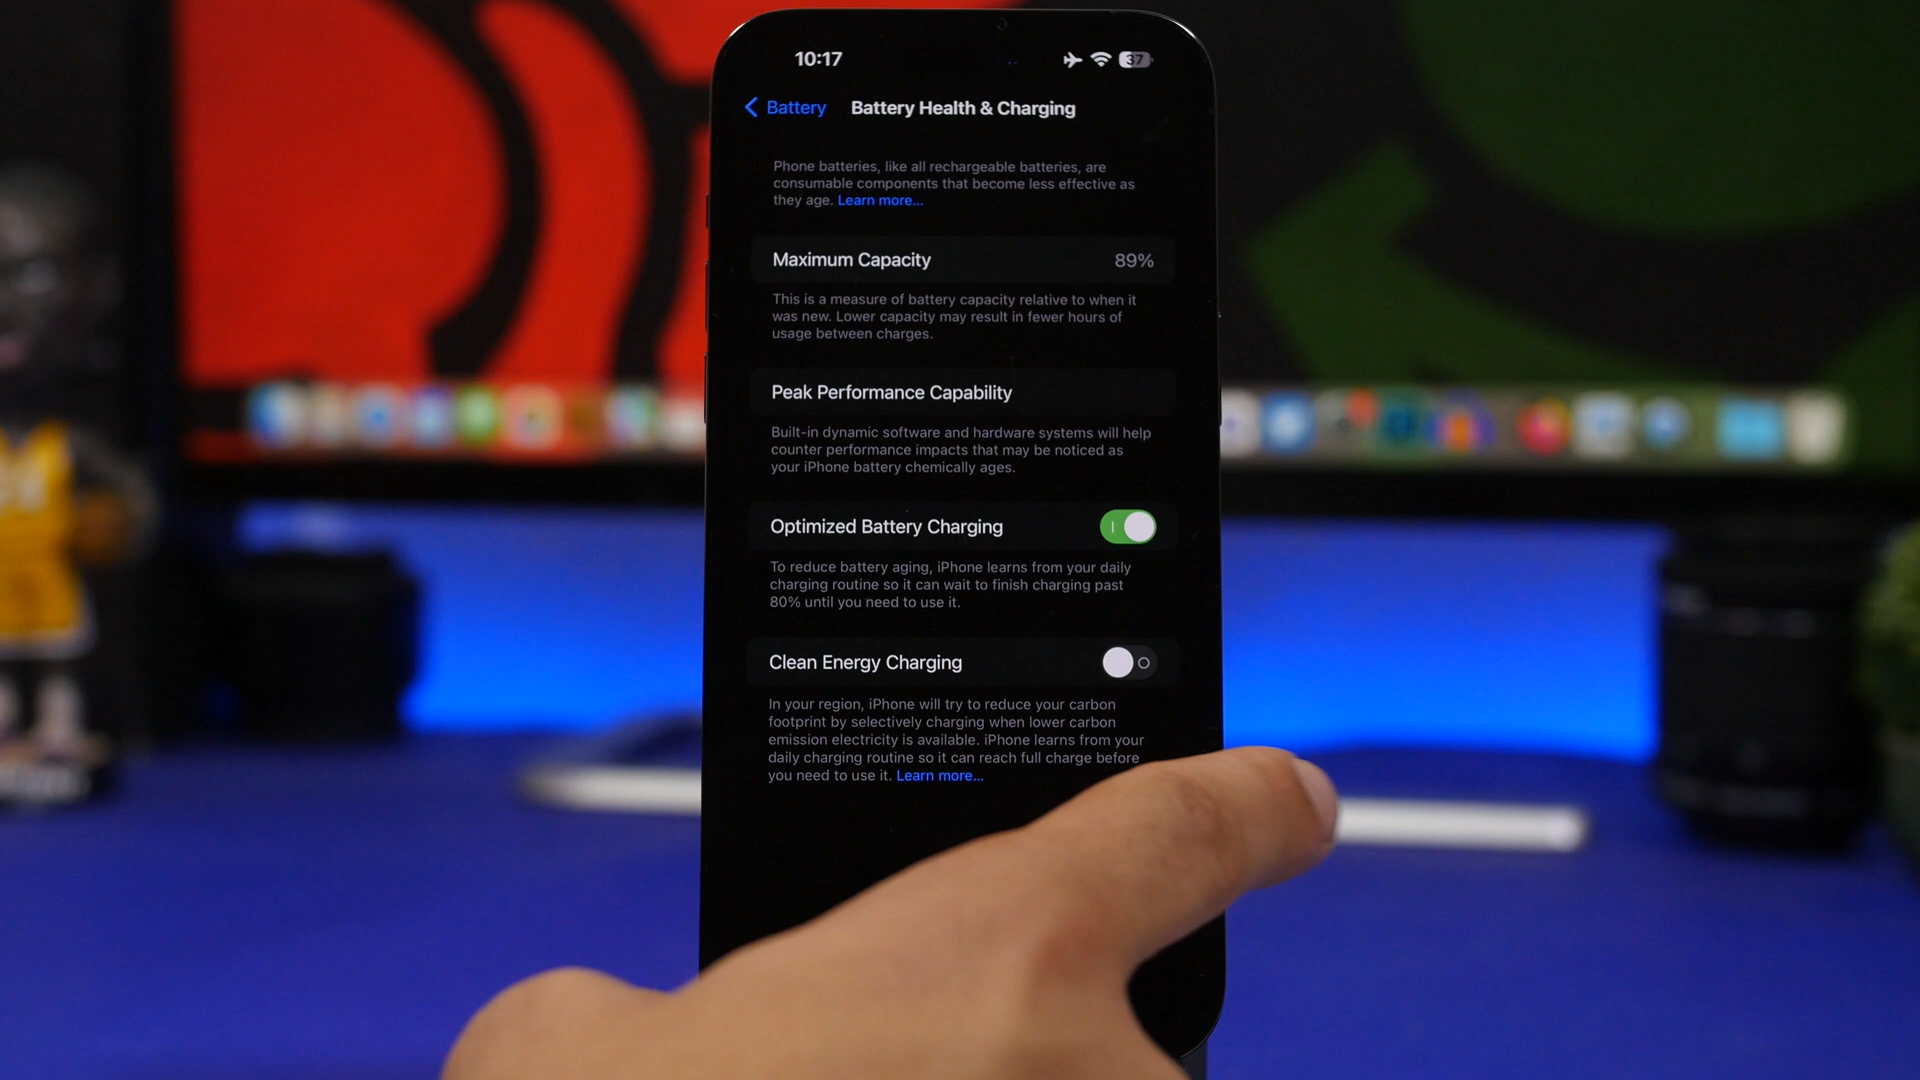 10:17
37
Battery
Battery Health & Charging
Phone batteries, like all rechargeable batteries, are
consumable components that become less effective as
they age. Learn more...
Maximum Capacity 89%
This is a measure of battery capacity relative to when it
was new. Lower capacity may result in fewer hours of
usage between charges.
Peak Performance Capability
Built-in dynamic software and hardware systems will help
counter performance impacts that may be noticed as
your iPhone battery chemically ages.
Optimized Battery Charging
To reduce battery aging, iPhone learns from your daily
charging routine so it can wait to finish charging past
80% until you need to use it.
Clean Energy Charging
In your region, iPhone will try to reduce your carbon
footprint by selectively charging when lower carbon
emission electricity is available. iPhone learns from your
daily charging routine so it can reach full charge before
you need to use it. Learn more...